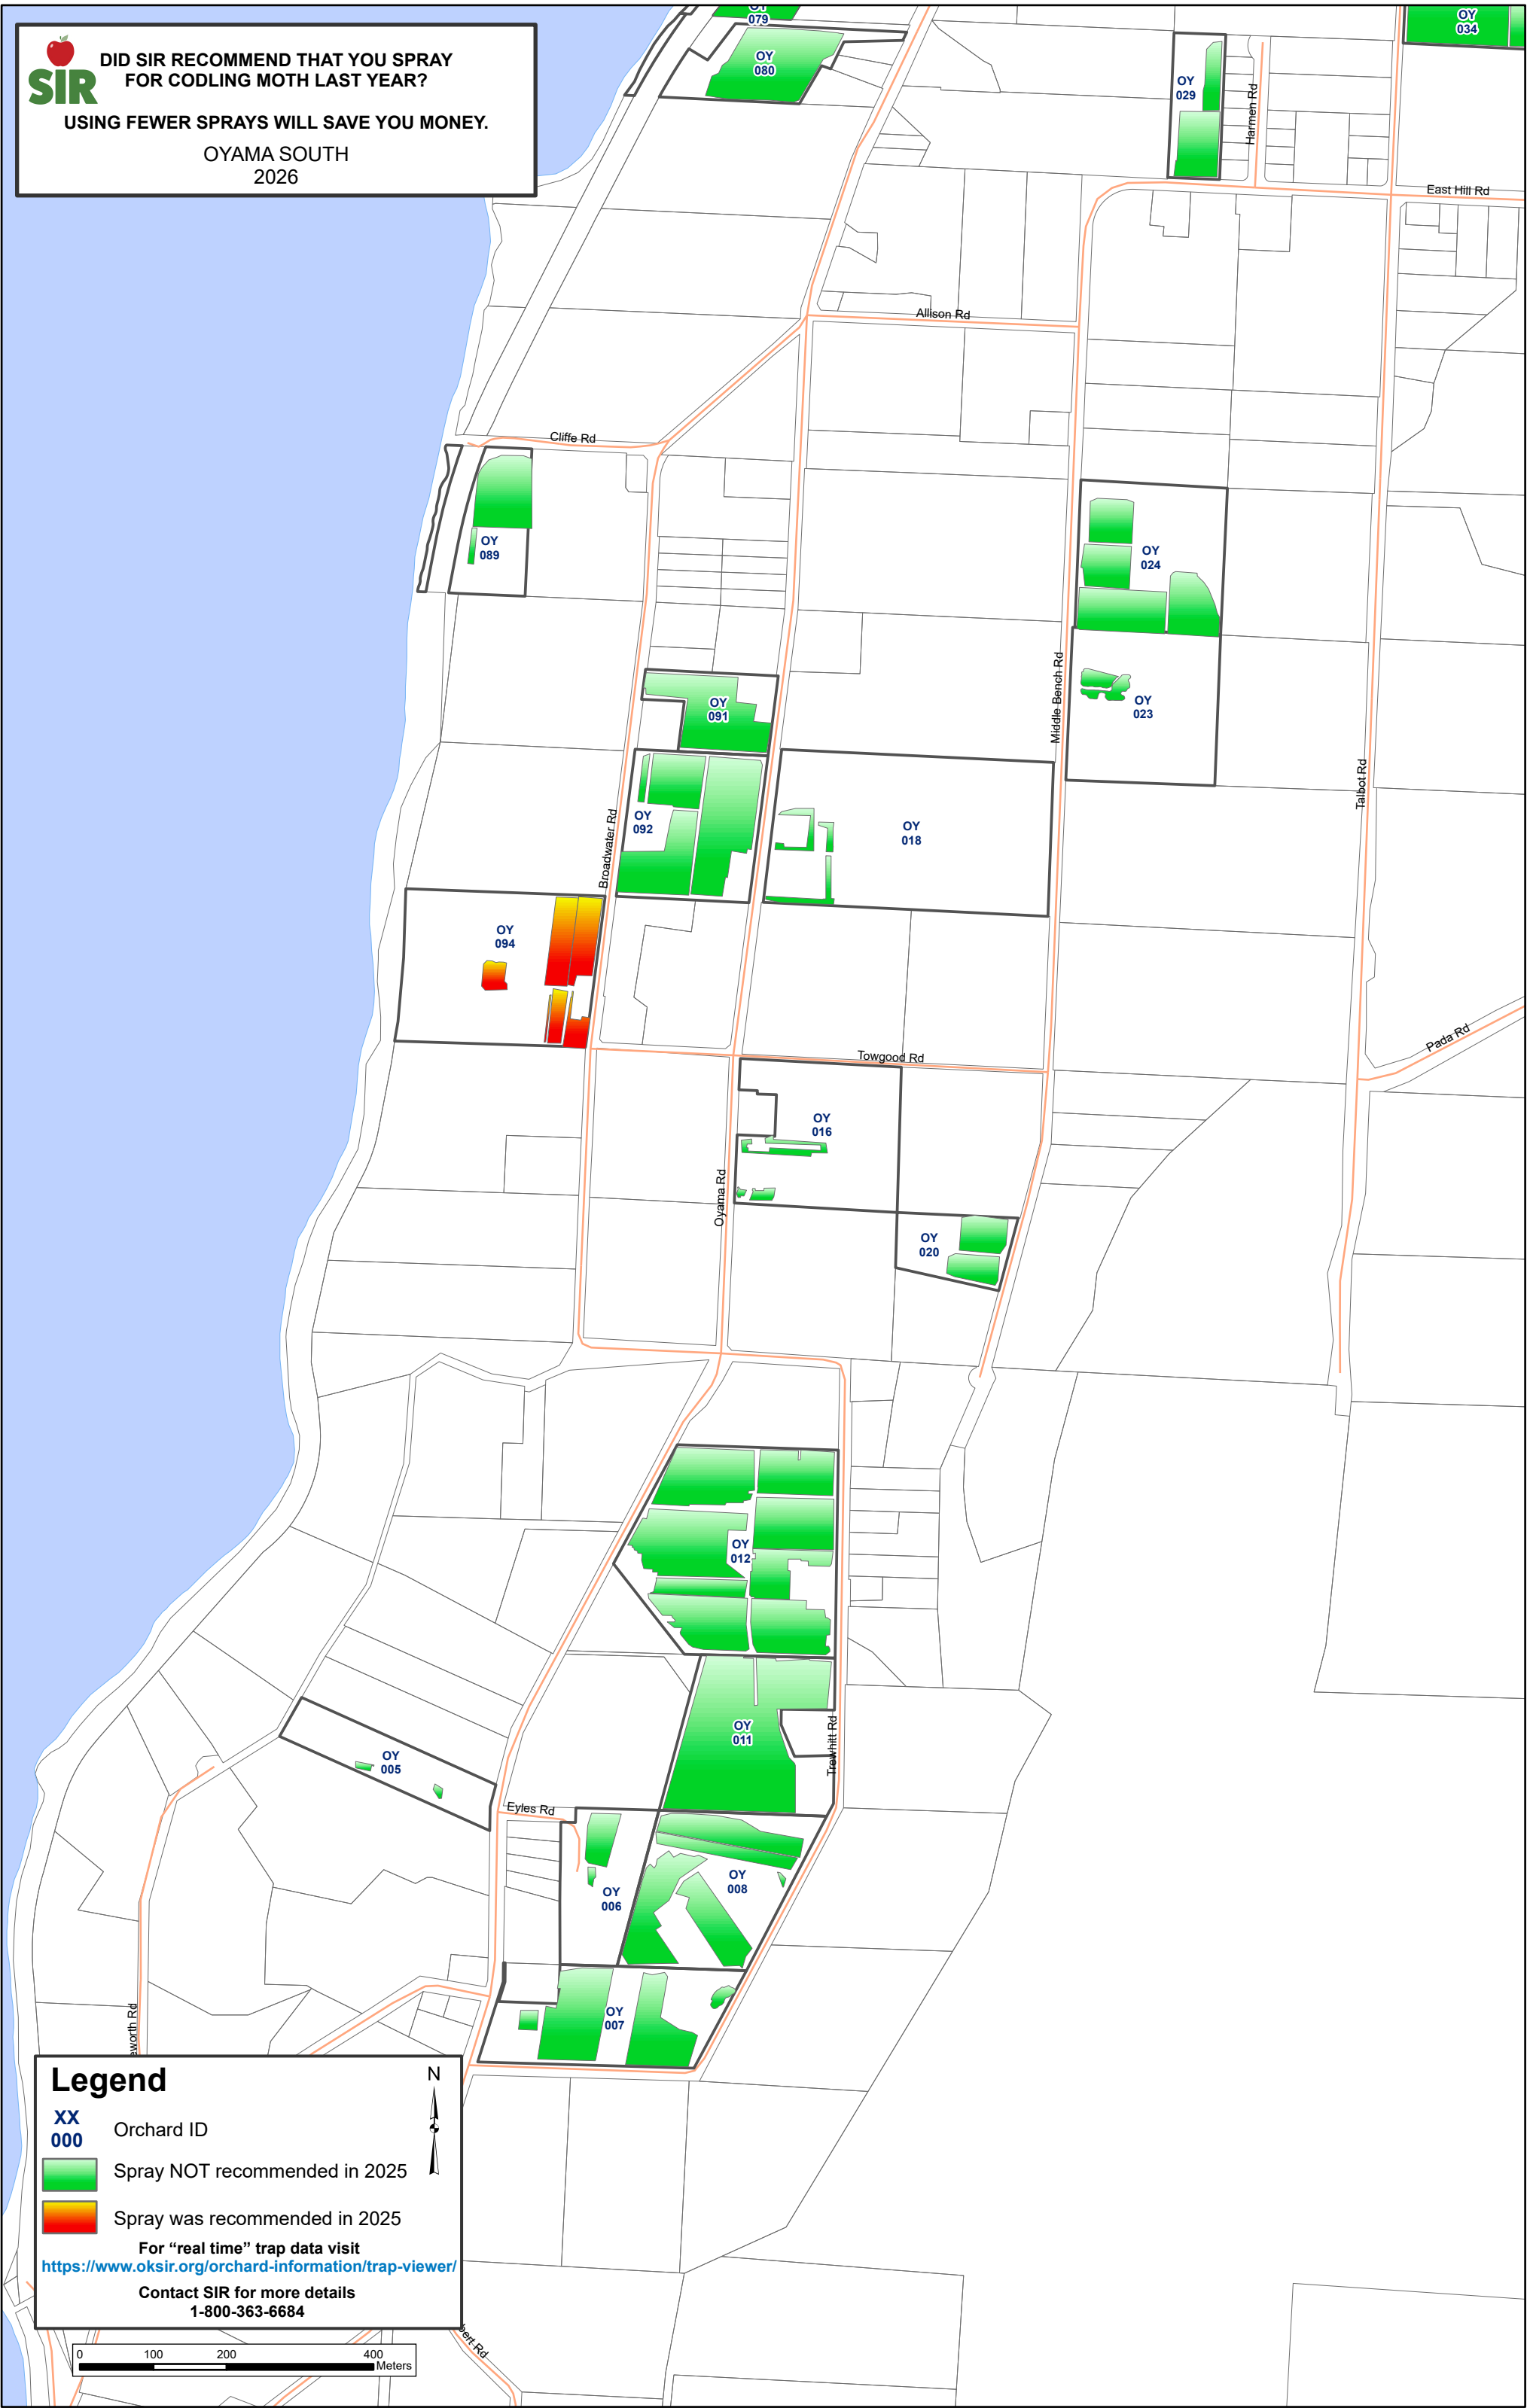 SIR
DID SIR RECOMMEND THAT YOU SPRAY
FOR CODLING MOTH LAST YEAR?
USING FEWER SPRAYS WILL SAVE YOU MONEY.
OYAMA SOUTH
2026
OY
079
OY
080
OY
029
OY
034
Harmen Rd
East Hill Rd
Allison Rd
Cliffe Rd
OY
089
OY
024
OY
023
Middle Bench Rd
Talbot Rd
OY
091
OY
092
Broadwater Rd
OY
018
OY
094
Towgood Rd
Pada Rd
OY
016
Oyama Rd
OY
020
OY
012
OY
011
Trewhitt Rd
OY
005
Eyles Rd
OY
006
OY
008
OY
007
eworth Rd
Legend
N
XX
000
Orchard ID
Spray NOT recommended in 2025
Spray was recommended in 2025
For “real time” trap data visit
https://www.oksir.org/orchard-information/trap-viewer/
Contact SIR for more details
1-800-363-6684
0 100 200 400
Meters